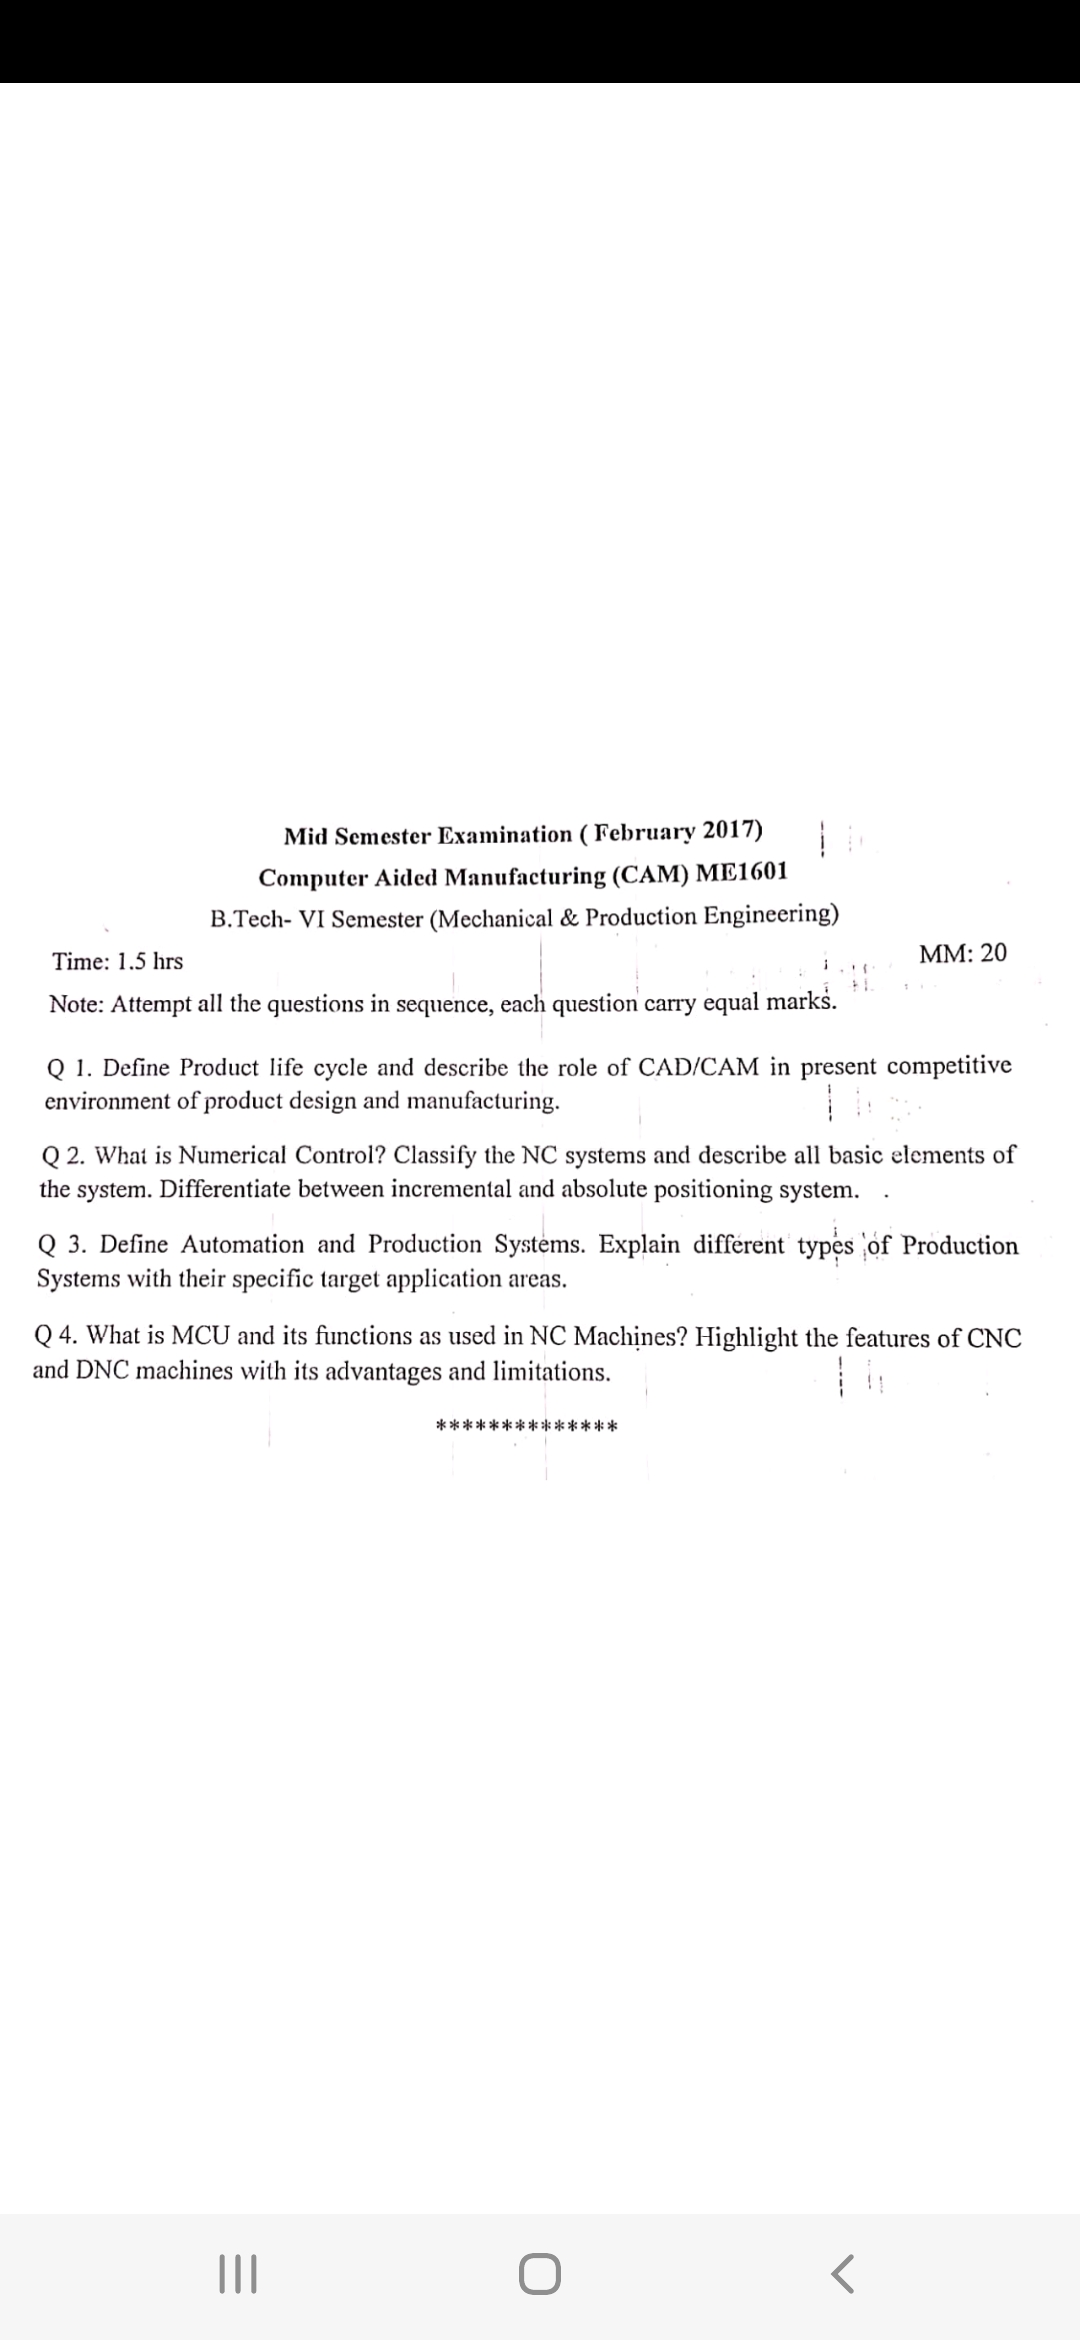 Mid Semester Examination ( February 2017)
Computer Aided Manufacturing (CAM) ME1601
B.Tech- VI Semester (Mechanical & Production Engineering)
Time: 1.5 hrs MM: 20
Note: Attempt all the questions in sequence, each question carry equal marks.
Q 1. Define Product life cycle and describe the role of CAD/CAM in present competitive
environment of product design and manufacturing.
Q 2. What is Numerical Control? Classify the NC systems and describe all basic elements of
the system. Differentiate between incremental and absolute positioning system.
Q 3. Define Automation and Production Systems. Explain different types of Production
Systems with their specific target application areas.
Q 4. What is MCU and its functions as used in NC Machines? Highlight the features of CNC
and DNC machines with its advantages and limitations.
**************